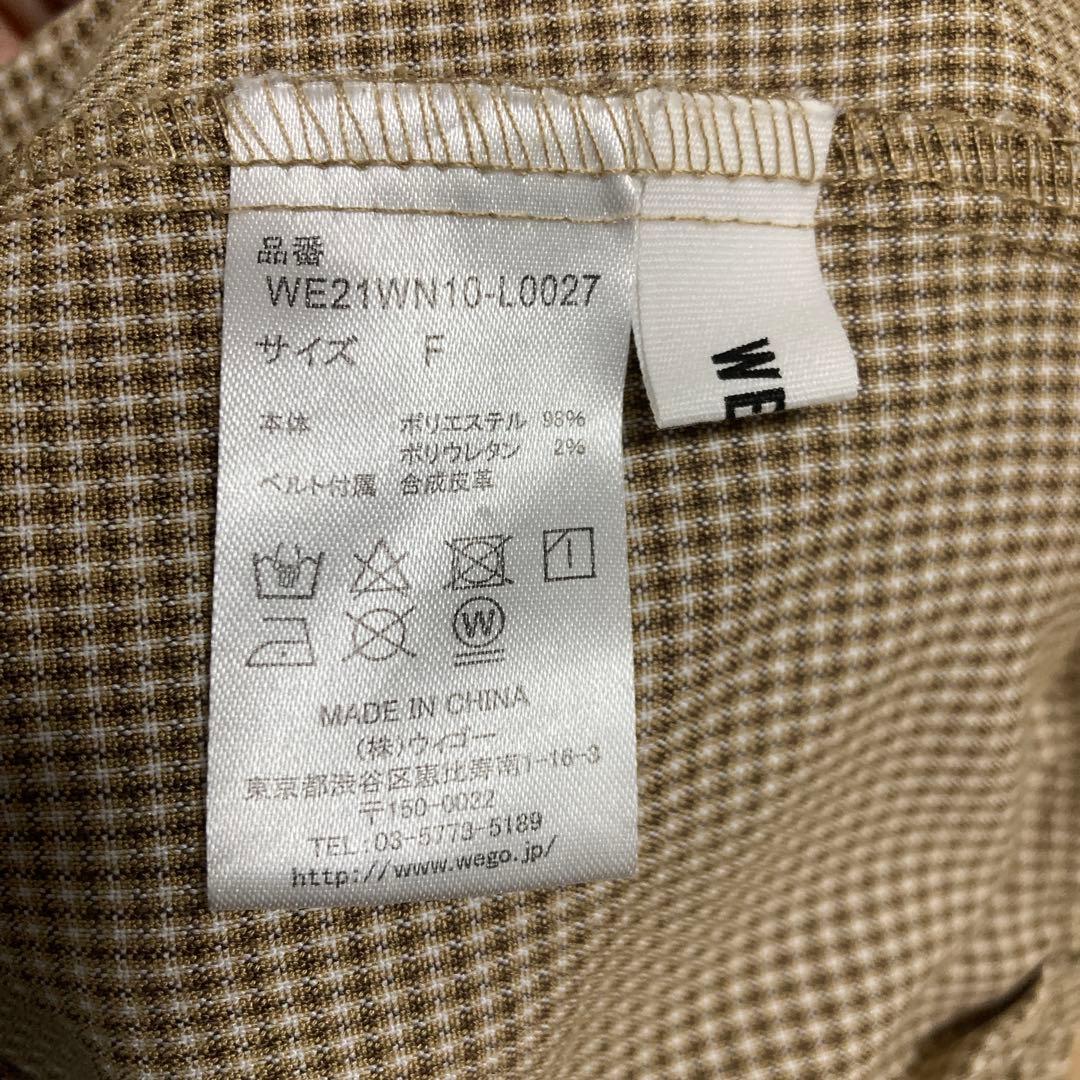 品番
WE21WN10-L0027
サイズ F
本体 ポリエステル 98%
ポリウレタン 2%
ベルト付属 合成皮革
W
MADE IN CHINA
(株)ウィゴー
東京都渋谷区恵比寿南1-16-3
〒150-0022
TEL:03-5773-5189
http://www.wego.jp/
WE